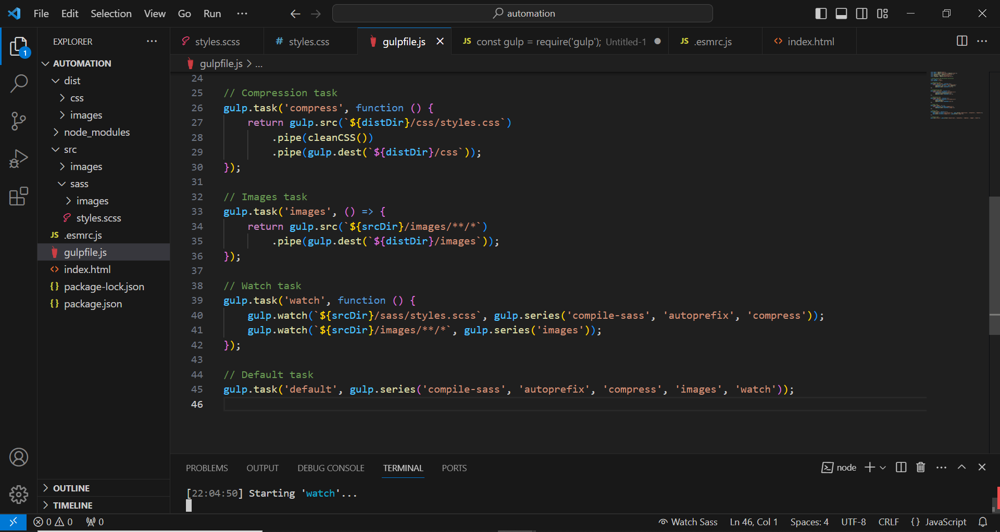 File Edit Selection View Go Run ··· automation
EXPLORER ···
styles.scss # styles.css gulpfile.js JS const gulp = require('gulp'); Untitled-1 JS .esmrc.js <> index.html ···
gulpfile.js > ...
AUTOMATION
dist
css
images
node_modules
src
images
sass
images
styles.scss
JS .esmrc.js
gulpfile.js
<> index.html
{} package-lock.json
{} package.json
OUTLINE
TIMELINE
1
24
25 // Compression task
26 gulp.task('compress', function () {
27     return gulp.src(`${distDir}/css/styles.css`)
28         .pipe(cleanCSS())
29         .pipe(gulp.dest(`${distDir}/css`));
30 });
31
32 // Images task
33 gulp.task('images', () => {
34     return gulp.src(`${srcDir}/images/**/*`)
35         .pipe(gulp.dest(`${distDir}/images`));
36 });
37
38 // Watch task
39 gulp.task('watch', function () {
40     gulp.watch(`${srcDir}/sass/styles.scss`, gulp.series('compile-sass', 'autoprefix', 'compress'));
41     gulp.watch(`${srcDir}/images/**/*`, gulp.series('images'));
42 });
43
44 // Default task
45 gulp.task('default', gulp.series('compile-sass', 'autoprefix', 'compress', 'images', 'watch'));
46
PROBLEMS OUTPUT DEBUG CONSOLE TERMINAL PORTS node ···
[22:04:50] Starting 'watch'...
0 0 0 Watch Sass Ln 46, Col 1 Spaces: 4 UTF-8 CRLF {} JavaScript